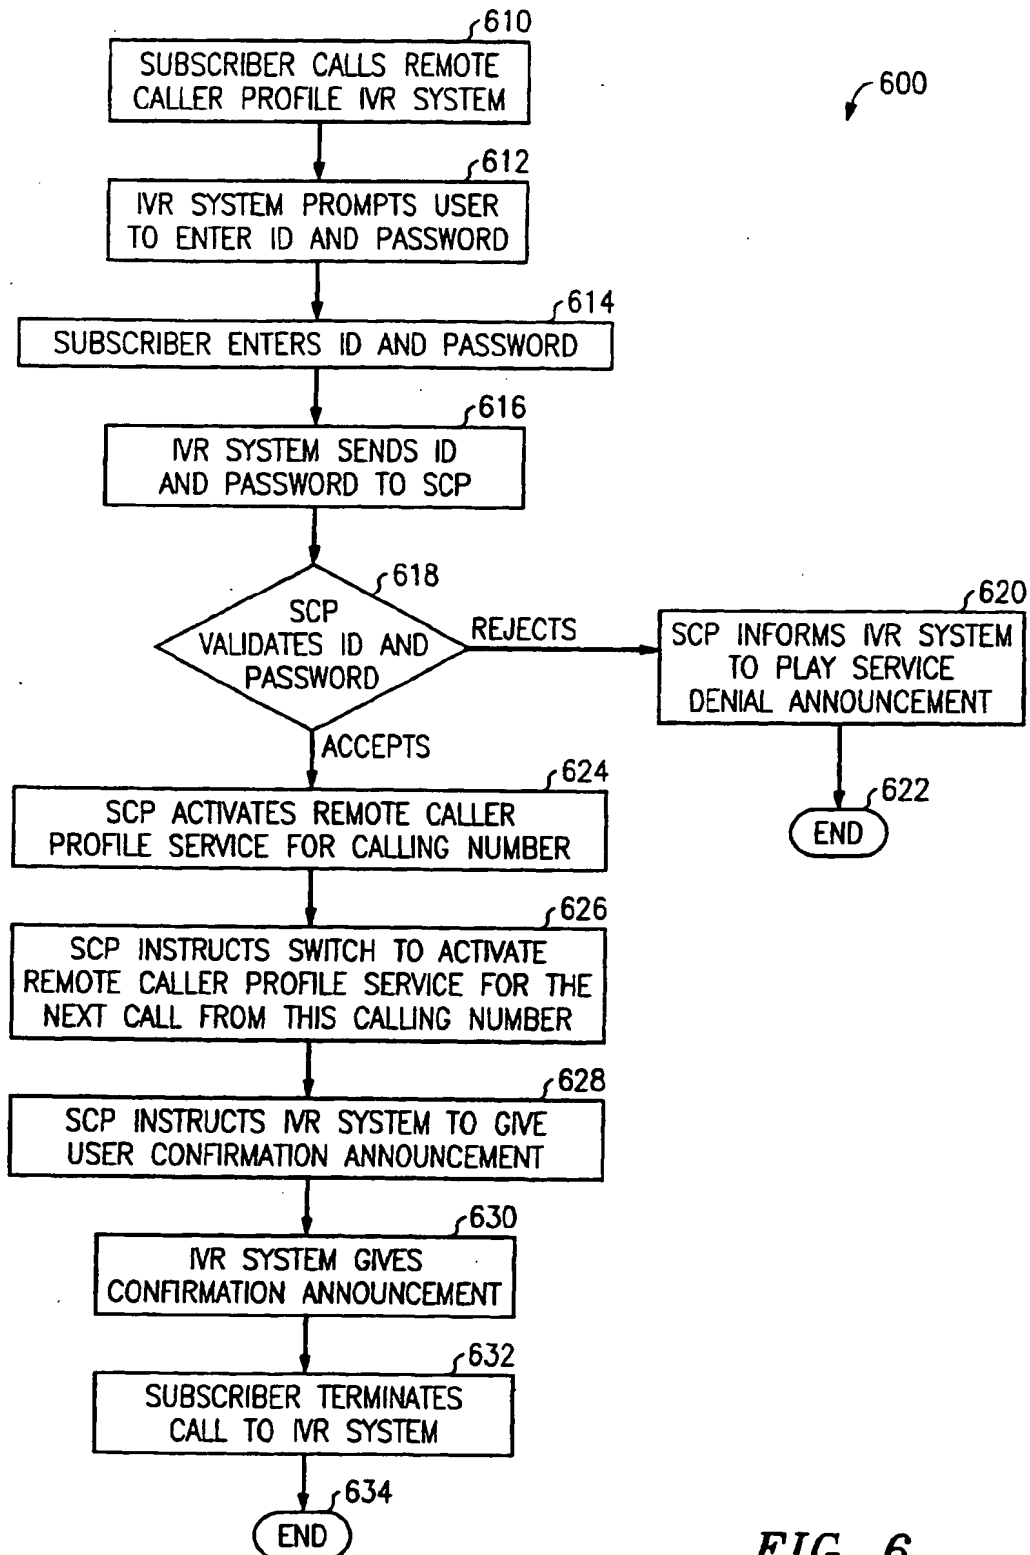 610
SUBSCRIBER CALLS REMOTE
CALLER PROFILE IVR SYSTEM
600
612
IVR SYSTEM PROMPTS USER
TO ENTER ID AND PASSWORD
614
SUBSCRIBER ENTERS ID AND PASSWORD
616
IVR SYSTEM SENDS ID
AND PASSWORD TO SCP
618
SCP
VALIDATES ID AND
PASSWORD
REJECTS
620
SCP INFORMS IVR SYSTEM
TO PLAY SERVICE
DENIAL ANNOUNCEMENT
622
END
ACCEPTS
624
SCP ACTIVATES REMOTE CALLER
PROFILE SERVICE FOR CALLING NUMBER
626
SCP INSTRUCTS SWITCH TO ACTIVATE
REMOTE CALLER PROFILE SERVICE FOR THE
NEXT CALL FROM THIS CALLING NUMBER
628
SCP INSTRUCTS IVR SYSTEM TO GIVE
USER CONFIRMATION ANNOUNCEMENT
630
IVR SYSTEM GIVES
CONFIRMATION ANNOUNCEMENT
632
SUBSCRIBER TERMINATES
CALL TO IVR SYSTEM
634
END
FIG. 6